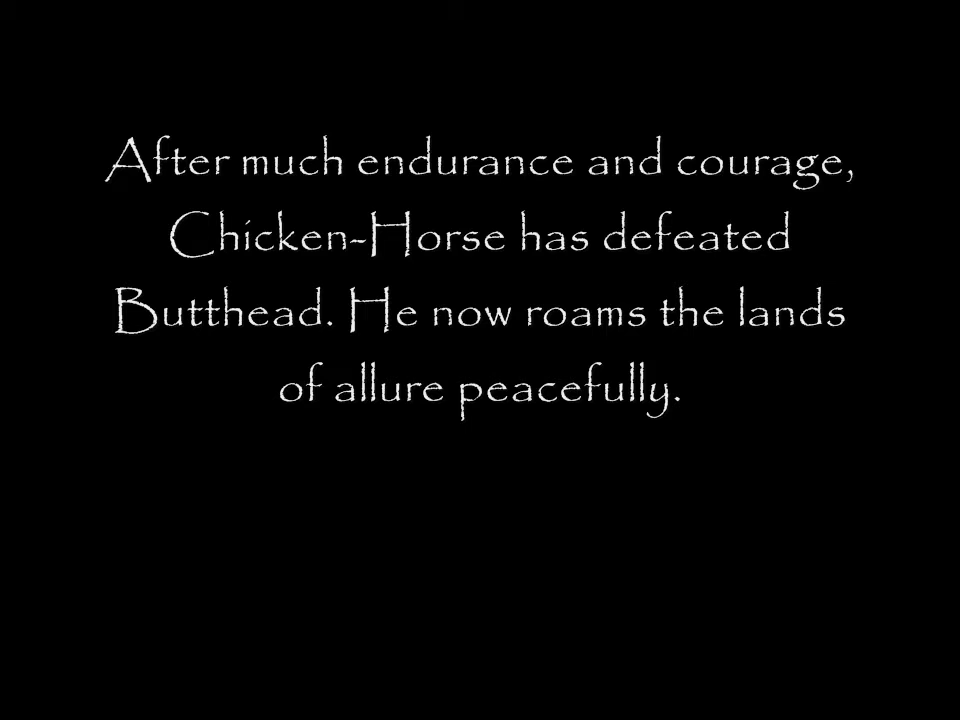 After much endurance and courage,
Chicken-Horse has defeated
Butthead. He now roams the lands
of allure peacefully.